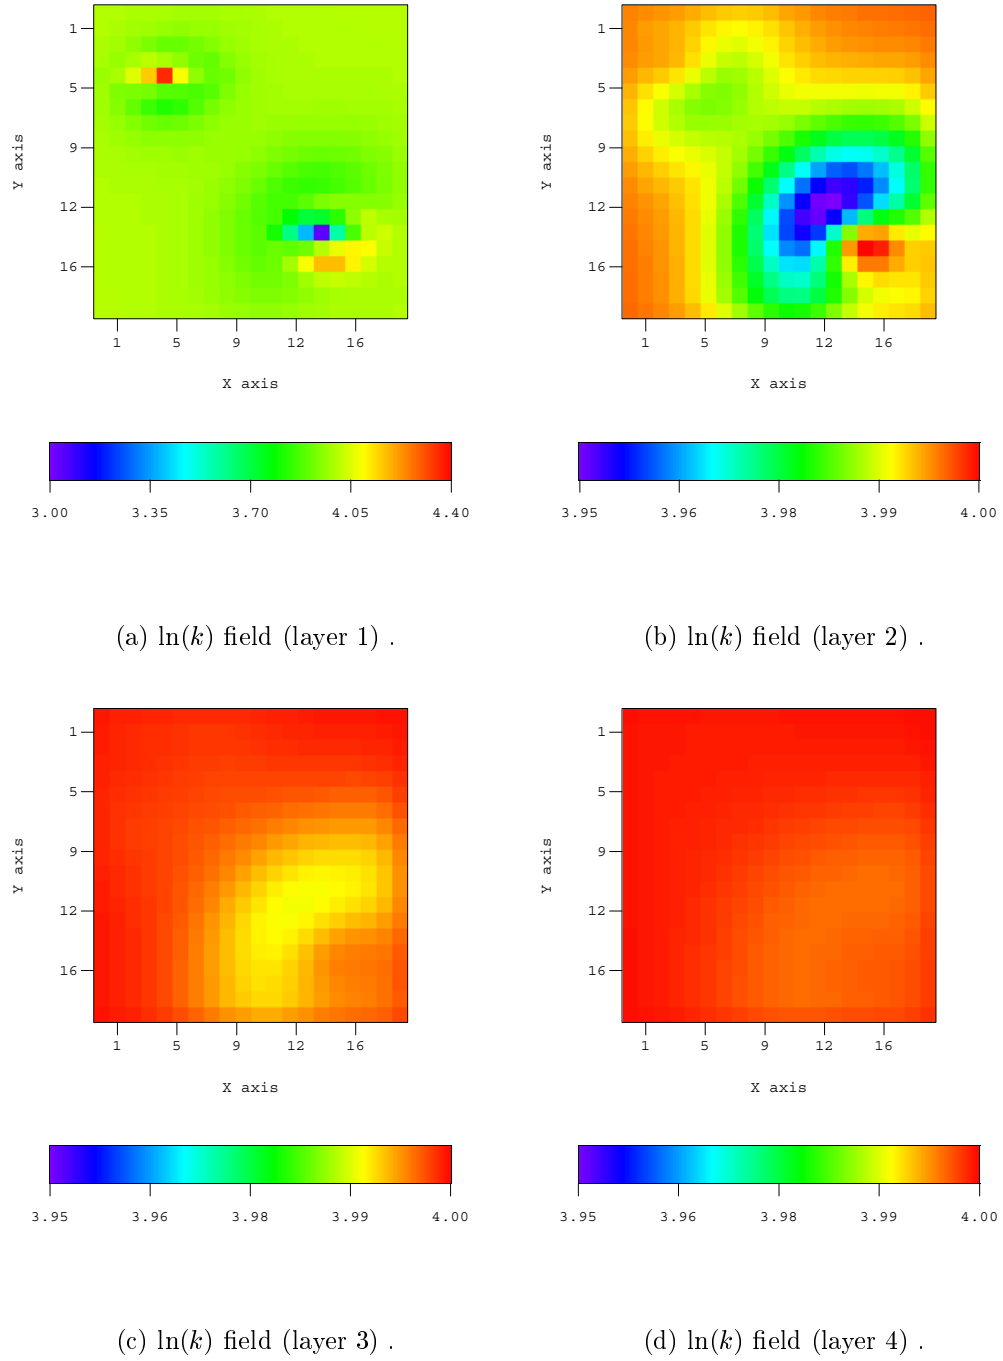 1
5
9
12
16
Y axis
1 5 9 12 16
X axis
3.00 3.35 3.70 4.05 4.40
(a) ln(k) field (layer 1) .
1
5
9
12
16
Y axis
1 5 9 12 16
X axis
3.95 3.96 3.98 3.99 4.00
(b) ln(k) field (layer 2) .
1
5
9
12
16
Y axis
1 5 9 12 16
X axis
3.95 3.96 3.98 3.99 4.00
(c) ln(k) field (layer 3) .
1
5
9
12
16
Y axis
1 5 9 12 16
X axis
3.95 3.96 3.98 3.99 4.00
(d) ln(k) field (layer 4) .